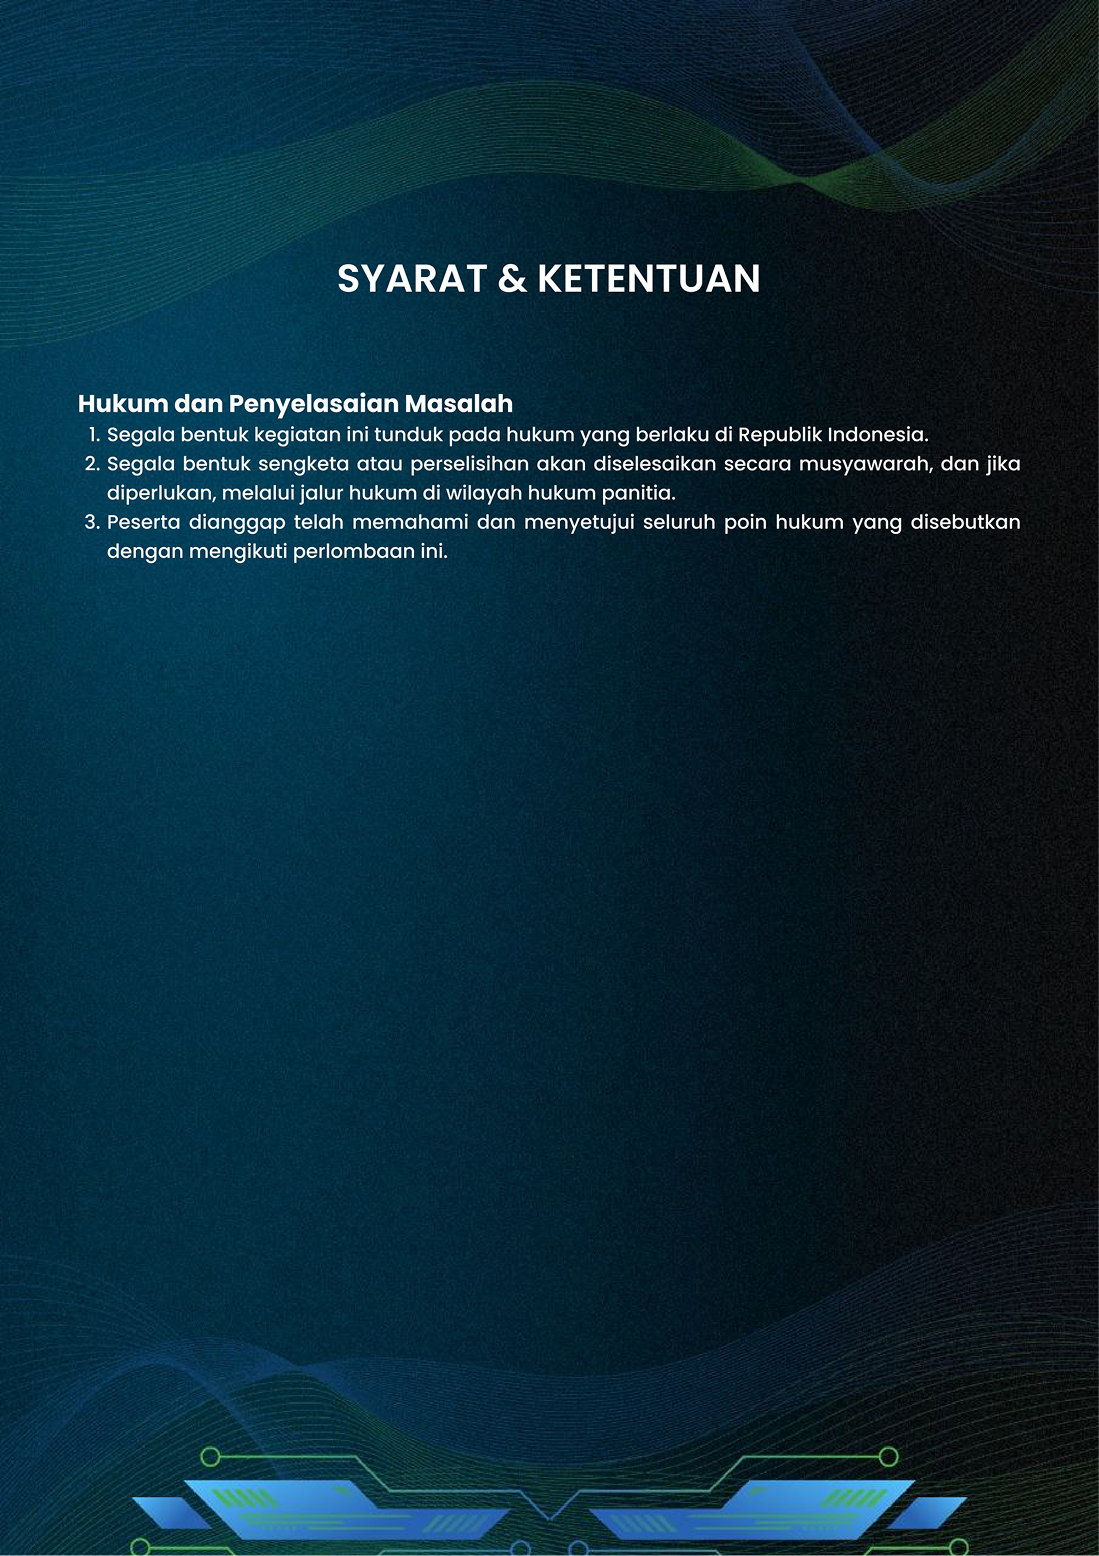 SYARAT & KETENTUAN
Hukum dan Penyelasaian Masalah
1. Segala bentuk kegiatan ini tunduk pada hukum yang berlaku di Republik Indonesia.
2. Segala bentuk sengketa atau perselisihan akan diselesaikan secara musyawarah, dan jika
diperlukan, melalui jalur hukum di wilayah hukum panitia.
3. Peserta dianggap telah memahami dan menyetujui seluruh poin hukum yang disebutkan
dengan mengikuti perlombaan ini.